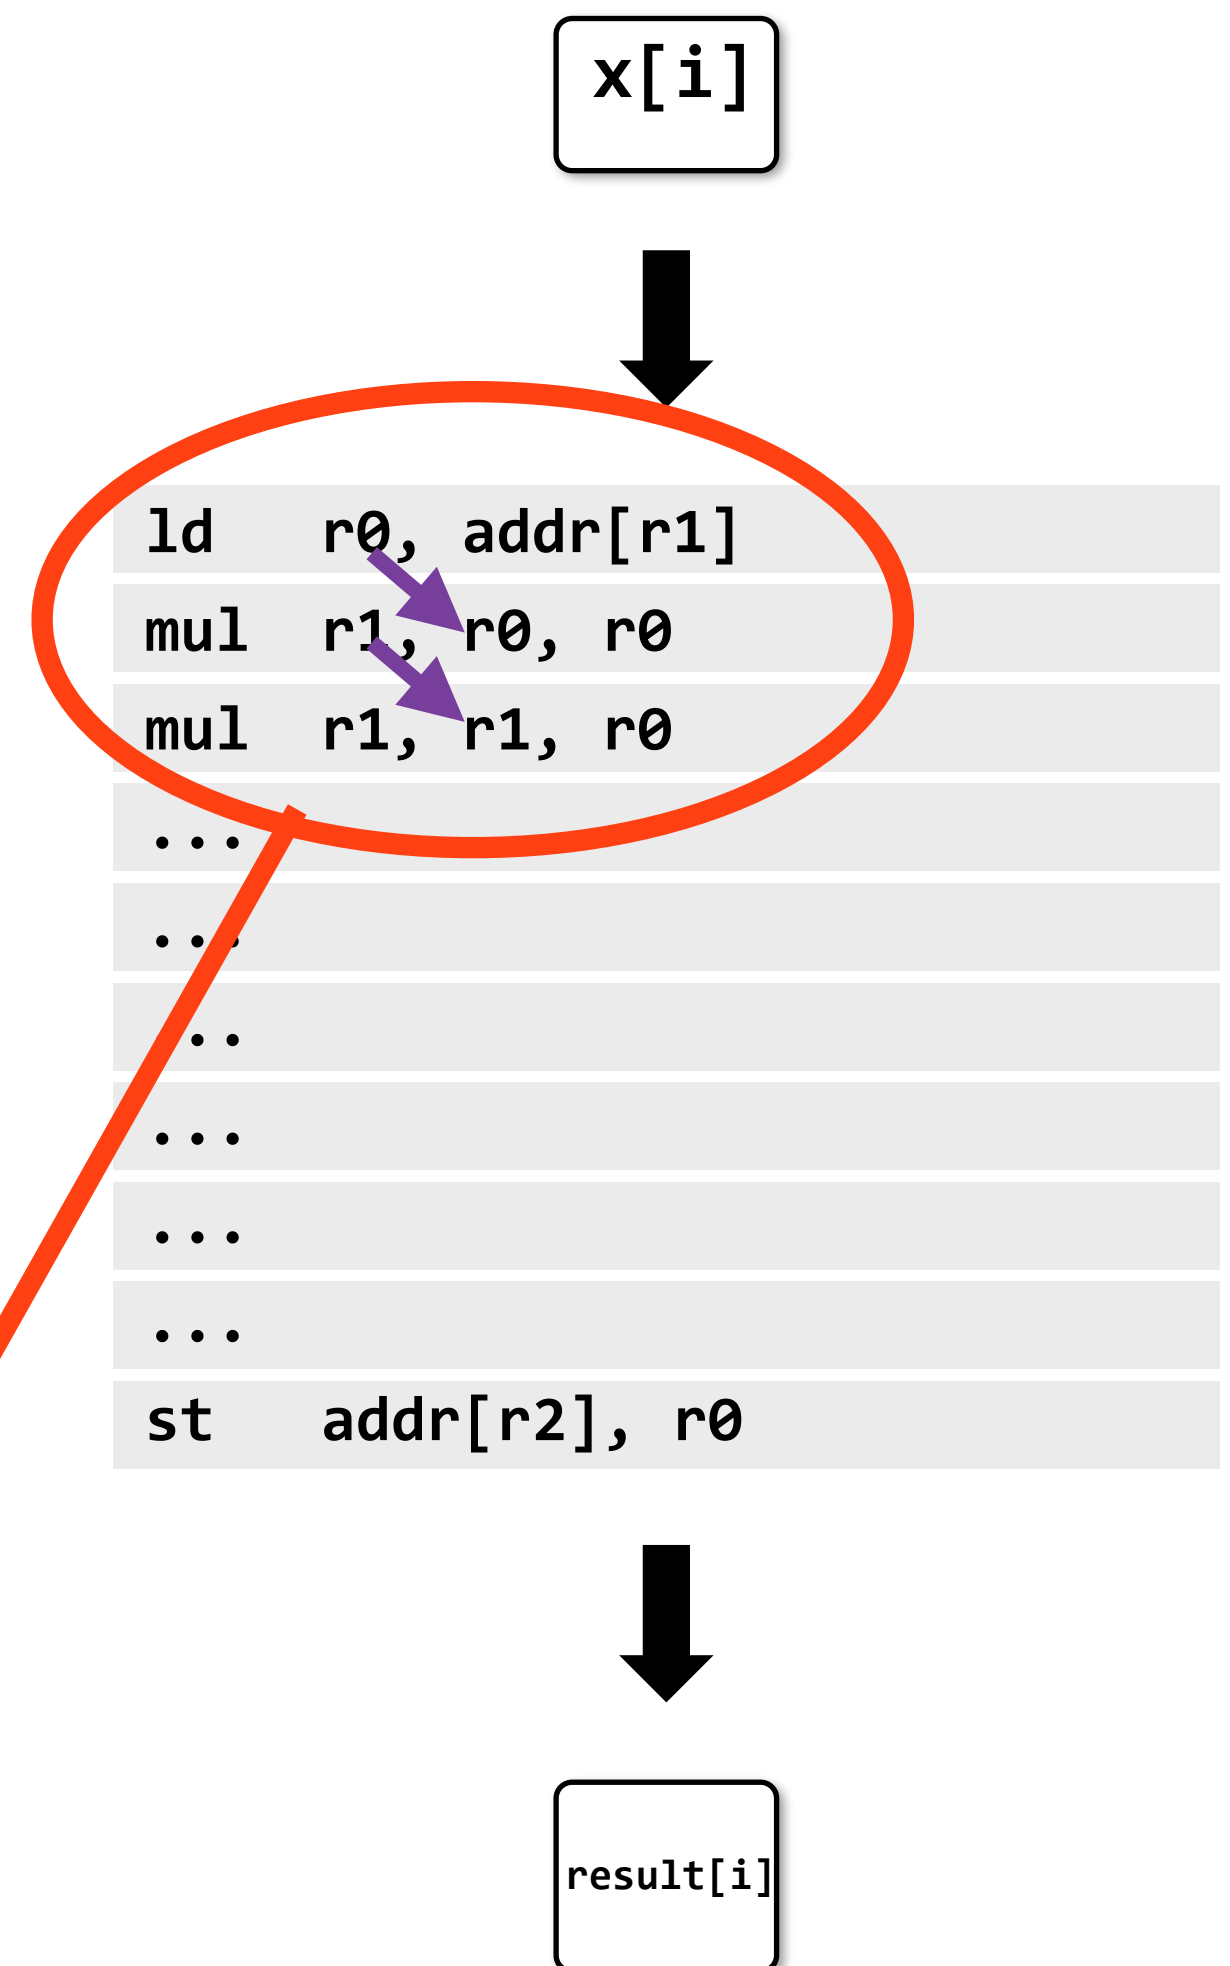 x[i]
ld r0, addr[r1]
mul r1, r0, r0
mul r1, r1, r0
...
...
...
...
...
...
st addr[r2], r0
result[i]